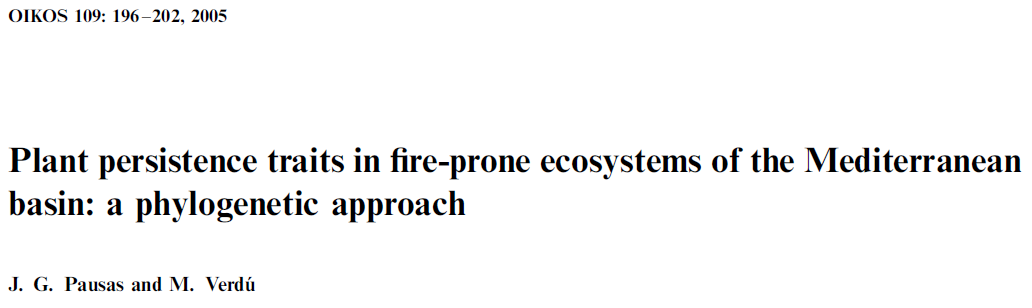 OIKOS 109: 196–202, 2005
Plant persistence traits in fire-prone ecosystems of the Mediterranean
basin: a phylogenetic approach
J. G. Pausas and M. Verdú